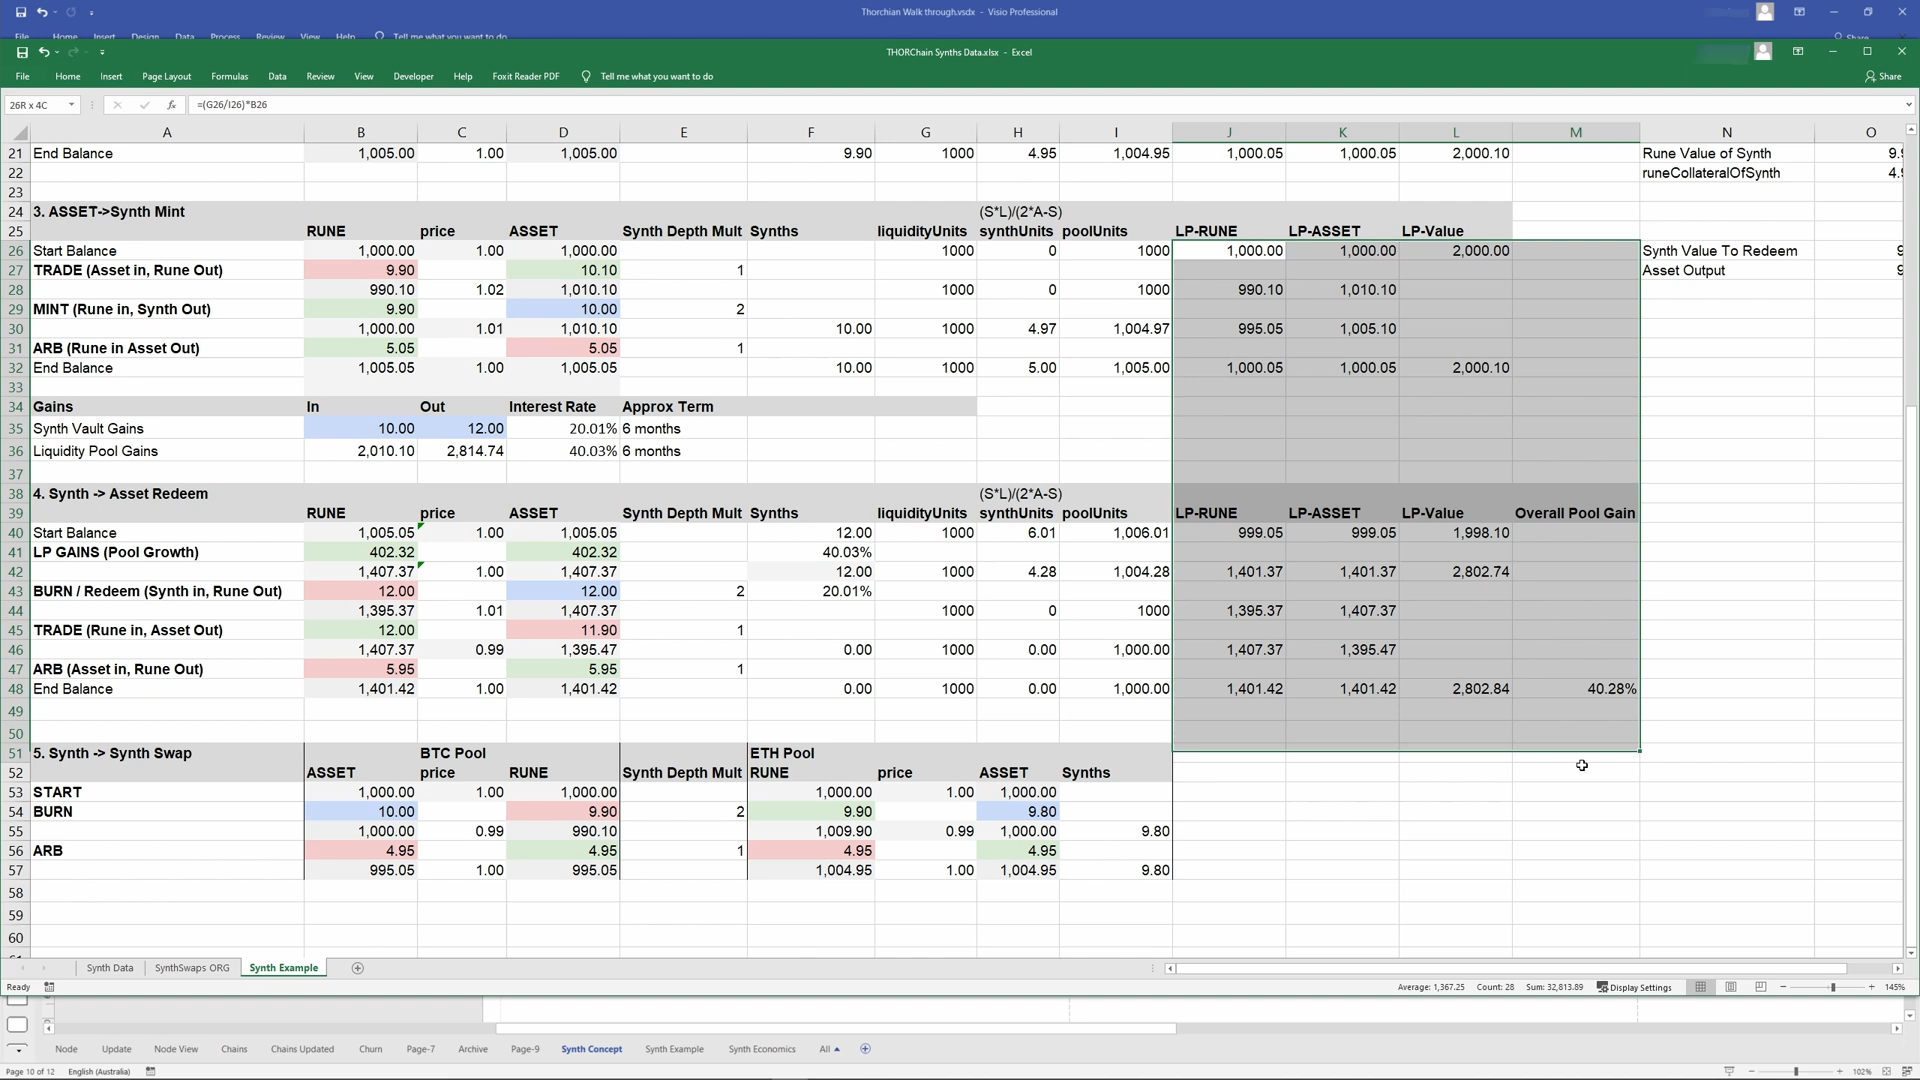 Thorchian Walk through.vsdx - Visio Professional
File Home Insert Design Data Process Review View Help Tell me what you want to do Share
THORChain Synths Data.xlsx - Excel
File Home Insert Page Layout Formulas Data Review View Developer Help Foxit Reader PDF Tell me what you want to do Share
26R x 4C fx =(G26/I26)*B26
A B C D E F G H I J K L M N O
21 End Balance 1,005.00 1.00 1,005.00 9.90 1000 4.95 1,004.95 1,000.05 1,000.05 2,000.10 Rune Value of Synth 9.9
22 runeCollateralOfSynth 4.9
23
24 3. ASSET->Synth Mint (S*L)/(2*A-S)
25 RUNE price ASSET Synth Depth Mult Synths liquidityUnits synthUnits poolUnits LP-RUNE LP-ASSET LP-Value
26 Start Balance 1,000.00 1.00 1,000.00 1000 0 1000 1,000.00 1,000.00 2,000.00 Synth Value To Redeem 9
27 TRADE (Asset in, Rune Out) 9.90 10.10 1 Asset Output 9
28 990.10 1.02 1,010.10 1000 0 1000 990.10 1,010.10
29 MINT (Rune in, Synth Out) 9.90 10.00 2
30 1,000.00 1.01 1,010.10 10.00 1000 4.97 1,004.97 995.05 1,005.10
31 ARB (Rune in Asset Out) 5.05 5.05 1
32 End Balance 1,005.05 1.00 1,005.05 10.00 1000 5.00 1,005.00 1,000.05 1,000.05 2,000.10
33
34 Gains In Out Interest Rate Approx Term
35 Synth Vault Gains 10.00 12.00 20.01% 6 months
36 Liquidity Pool Gains 2,010.10 2,814.74 40.03% 6 months
37
38 4. Synth -> Asset Redeem (S*L)/(2*A-S)
39 RUNE price ASSET Synth Depth Mult Synths liquidityUnits synthUnits poolUnits LP-RUNE LP-ASSET LP-Value Overall Pool Gain
40 Start Balance 1,005.05 1.00 1,005.05 12.00 1000 6.01 1,006.01 999.05 999.05 1,998.10
41 LP GAINS (Pool Growth) 402.32 402.32 40.03%
42 1,407.37 1.00 1,407.37 12.00 1000 4.28 1,004.28 1,401.37 1,401.37 2,802.74
43 BURN / Redeem (Synth in, Rune Out) 12.00 12.00 2 20.01%
44 1,395.37 1.01 1,407.37 1000 0 1000 1,395.37 1,407.37
45 TRADE (Rune in, Asset Out) 12.00 11.90 1
46 1,407.37 0.99 1,395.47 0.00 1000 0.00 1,000.00 1,407.37 1,395.47
47 ARB (Asset in, Rune Out) 5.95 5.95 1
48 End Balance 1,401.42 1.00 1,401.42 0.00 1000 0.00 1,000.00 1,401.42 1,401.42 2,802.84 40.28%
49
50
51 5. Synth -> Synth Swap BTC Pool ETH Pool
52 ASSET price RUNE Synth Depth Mult RUNE price ASSET Synths
53 START 1,000.00 1.00 1,000.00 1,000.00 1.00 1,000.00
54 BURN 10.00 9.90 2 9.90 9.80
55 1,000.00 0.99 990.10 1,009.90 0.99 1,000.00 9.80
56 ARB 4.95 4.95 1 4.95 4.95
57 995.05 1.00 995.05 1,004.95 1.00 1,004.95 9.80
58
59
60
Synth Data SynthSwaps ORG Synth Example
Ready Average: 1,367.25 Count: 28 Sum: 32,813.89 Display Settings 145%
Node Update Node View Chains Chains Updated Churn Page-7 Archive Page-9 Synth Concept Synth Example Synth Economics All
Page 10 of 12 English (Australia) 102%